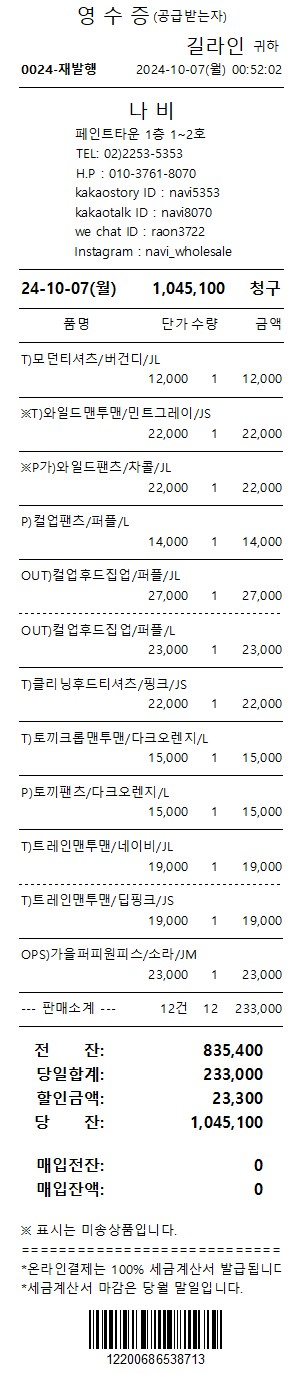 영 수 증 (공급받는자)
길라인 귀하
0024-재발행 2024-10-07(월) 00:52:02
나 비
페인트타운 1층 1~2호
TEL: 02)2253-5353
H.P : 010-3761-8070
kakaostory ID : navi5353
kakaotalk ID : navi8070
we chat ID : raon3722
Instagram : navi_wholesale
24-10-07(월) 1,045,100 청구
품명 단가 수량 금액
T)모던티셔츠/버건디/JL
12,000 1 12,000
※T)와일드맨투맨/민트그레이/JS
22,000 1 22,000
※P가)와일드팬츠/차콜/JL
22,000 1 22,000
P)컬업팬츠/퍼플/L
14,000 1 14,000
OUT)컬업후드집업/퍼플/JL
27,000 1 27,000
OUT)컬업후드집업/퍼플/L
23,000 1 23,000
T)클리닝후드티셔츠/핑크/JS
22,000 1 22,000
T)토끼크롭맨투맨/다크오렌지/L
15,000 1 15,000
P)토끼팬츠/다크오렌지/L
15,000 1 15,000
T)트레인맨투맨/네이비/JL
19,000 1 19,000
T)트레인맨투맨/딥핑크/JS
19,000 1 19,000
OPS)가을퍼피원피스/소라/JM
23,000 1 23,000
--- 판매소계 --- 12건 12 233,000
전 잔: 835,400
당일합계: 233,000
할인금액: 23,300
당 잔: 1,045,100
매입전잔: 0
매입잔액: 0
※ 표시는 미송상품입니다.
============================
*온라인결제는 100% 세금계산서 발급됩니다
*세금계산서 마감은 당월 말일입니다.
12200686538713